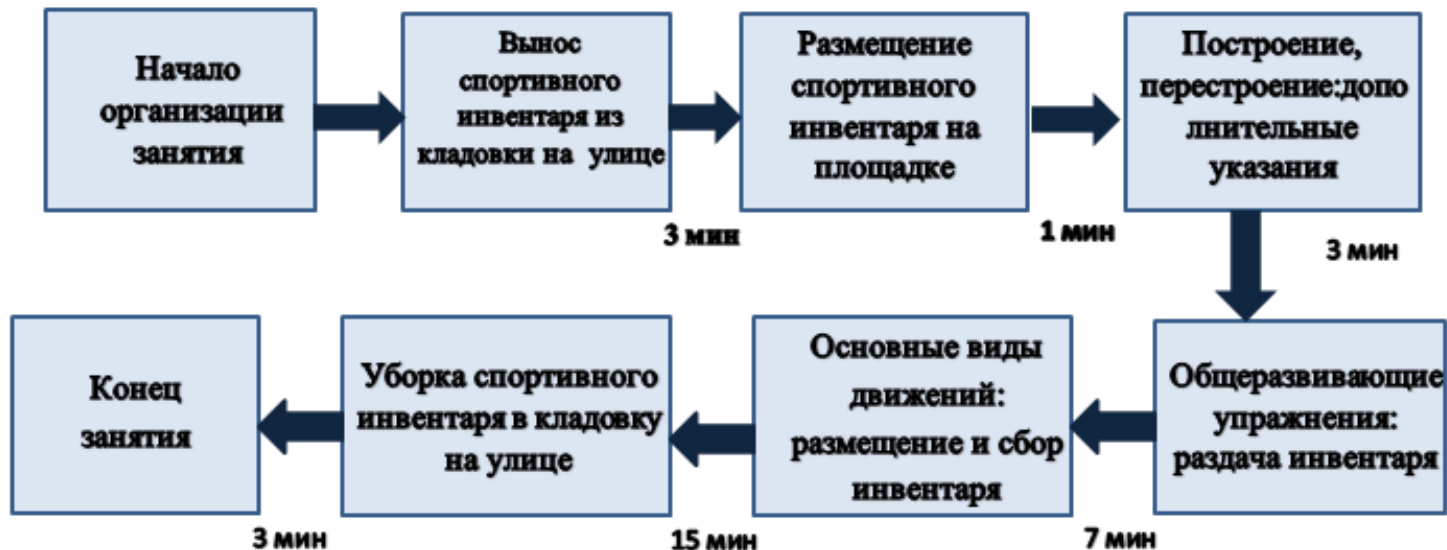 Начало
организации
занятия
Вынос
спортивного
инвентаря из
кладовки на улице
Размещение
спортивного
инвентаря на
площадке
Построение,
перестроение:допо
лнительные
указания
3 мин
1 мин
3 мин
Общеразвивающие
упражнения:
раздача инвентаря
Основные виды
движений:
размещение и сбор
инвентаря
Уборка спортивного
инвентаря в кладовку
на улице
Конец
занятия
7 мин
15 мин
3 мин